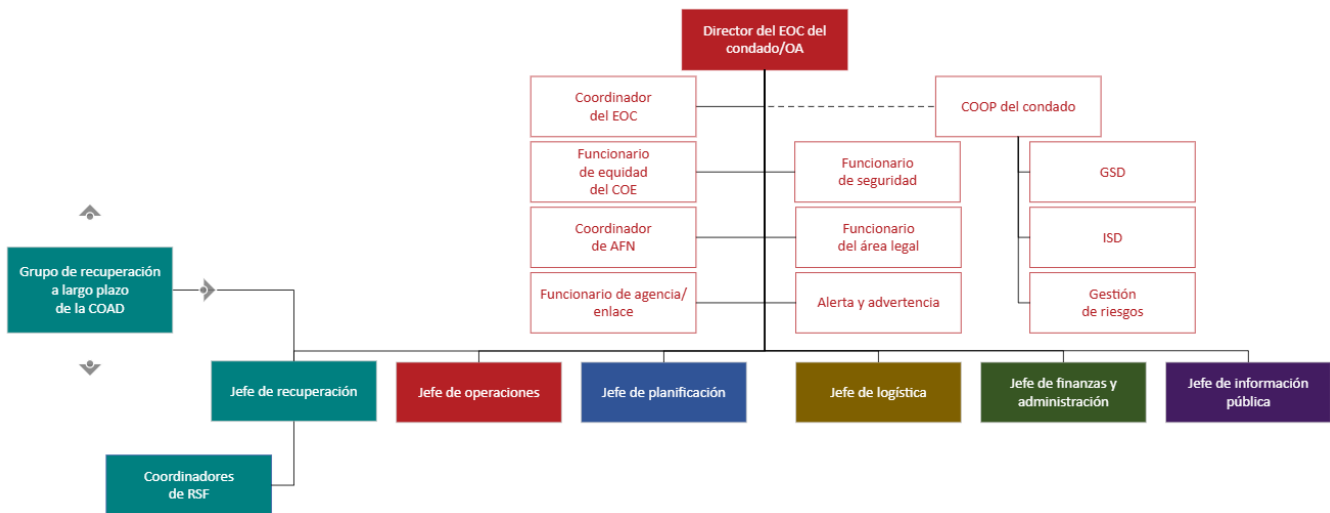 Director del EOC del
condado/OA
Coordinador
del EOC
COOP del condado
Funcionario
de equidad
del COE
Funcionario
de seguridad
GSD
Coordinador
de AFN
Funcionario
del área legal
ISD
Grupo de recuperación
a largo plazo
de la COAD
Funcionario de agencia/
enlace
Alerta y advertencia
Gestión
de riesgos
Jefe de recuperación
Jefe de operaciones
Jefe de planificación
Jefe de logística
Jefe de finanzas y
administración
Jefe de información
pública
Coordinadores
de RSF